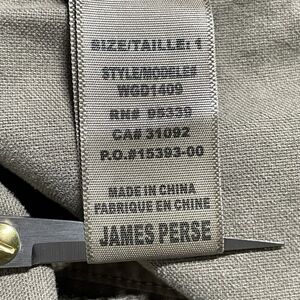 SIZE/TAILLE: 1
STYLE/MODELE#
WGD1409
RN# 95339
CA# 31092
P.O.#15393-00
MADE IN CHINA
FABRIQUE EN CHINE
JAMES PERSE